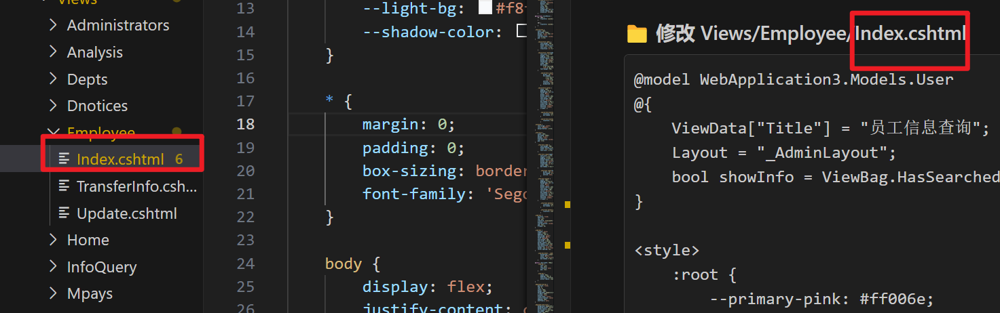 Views
Administrators
Analysis
Depts
Dnotices
Employee
Index.cshtml 6
TransferInfo.csh...
Update.cshtml
Home
InfoQuery
Mpays
13 --light-bg:
14 --shadow-color:
15 }
16
17 * {
18 margin: 0;
19 padding: 0;
20 box-sizing: border
21 font-family: 'Sego
22 }
23
24 body {
25 display: flex;
26 justify-content:
修改 Views/Employee/Index.cshtml
@model WebApplication3.Models.User
@{
ViewData["Title"] = "员工信息查询";
Layout = "_AdminLayout";
bool showInfo = ViewBag.HasSearched
}
<style>
:root {
--primary-pink: #ff006e;